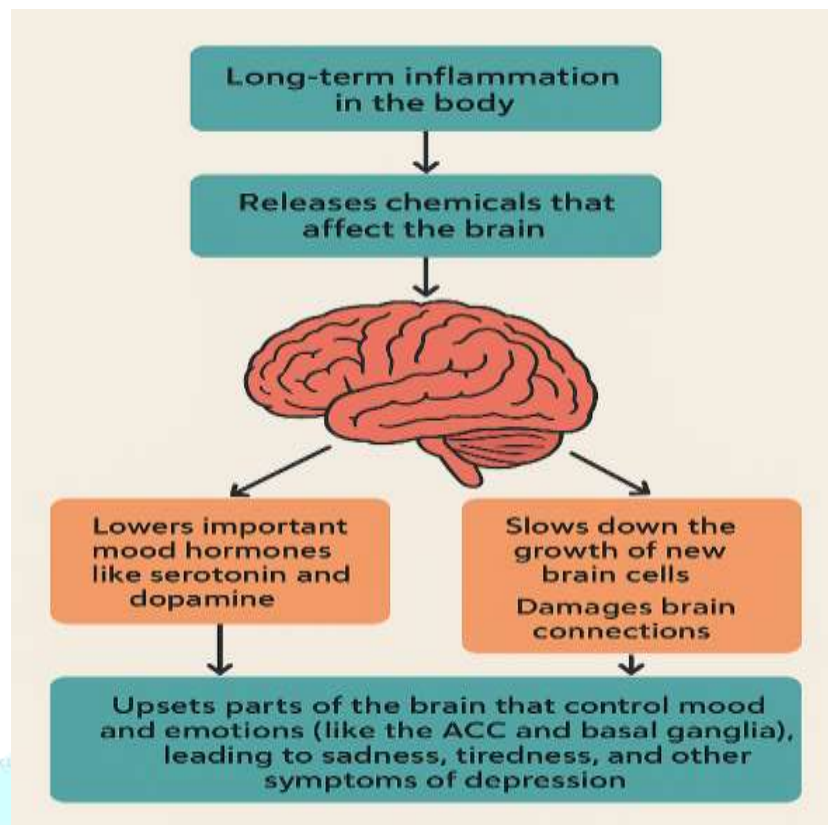 Long-term inflammation
in the body
Releases chemicals that
affect the brain
Lowers important
mood hormones
like serotonin and
dopamine
Slows down the
growth of new
brain cells
Damages brain
connections
Upsets parts of the brain that control mood
and emotions (like the ACC and basal ganglia),
leading to sadness, tiredness, and other
symptoms of depression